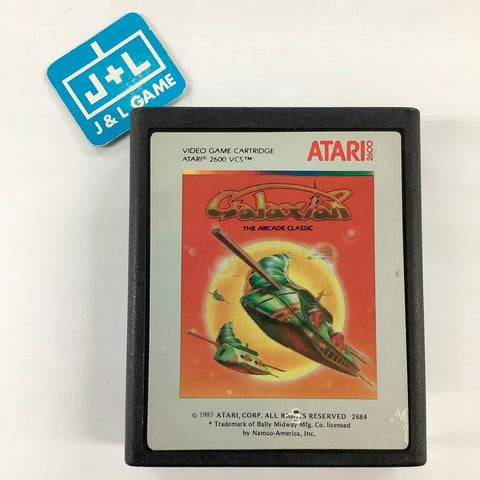 J+L
J & L GAME
VIDEO GAME CARTRIDGE
ATARI® 2600 VCS™.
ATARI 2600
Galaxian
THE ARCADE CLASSIC
© 1987 ATARI, CORP, ALL RIGHTS RESERVED 2684
* Trademark of Bally Midway Mfg. Co. licensed
by Namco-America, Inc.